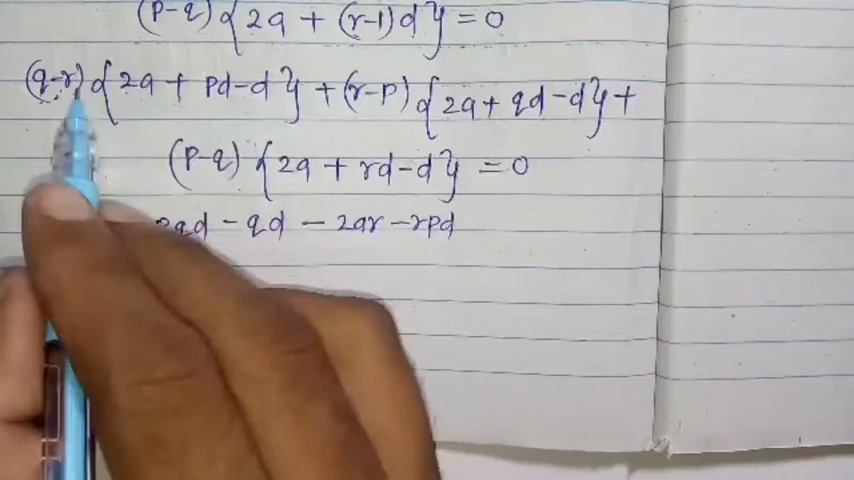 (p-q) {2a + (r-1)d} = 0
(q-r) {2a + pd-d} + (r-p) {2a + qd-d} +
(p-q) {2a + rd-d} = 0
- qd - 2ar - rpd